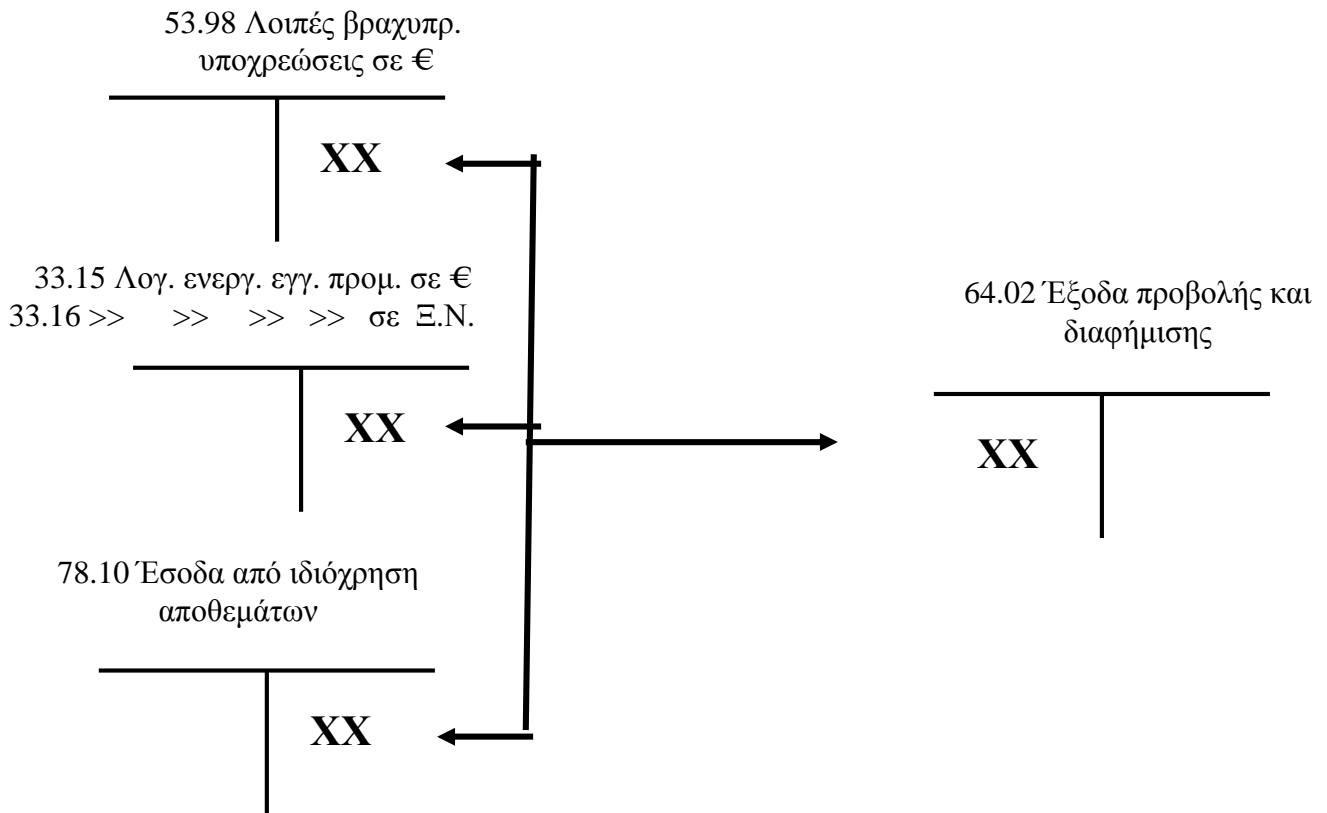 53.98 Λοιπές βραχυπρ.
υποχρεώσεις σε €
XX
33.15 Λογ. ενεργ. εγγ. προμ. σε €
33.16 >> >> >> >> σε Ξ.Ν.
XX
78.10 Έσοδα από ιδιόχρηση
αποθεμάτων
XX
64.02 Έξοδα προβολής και
διαφήμισης
XX